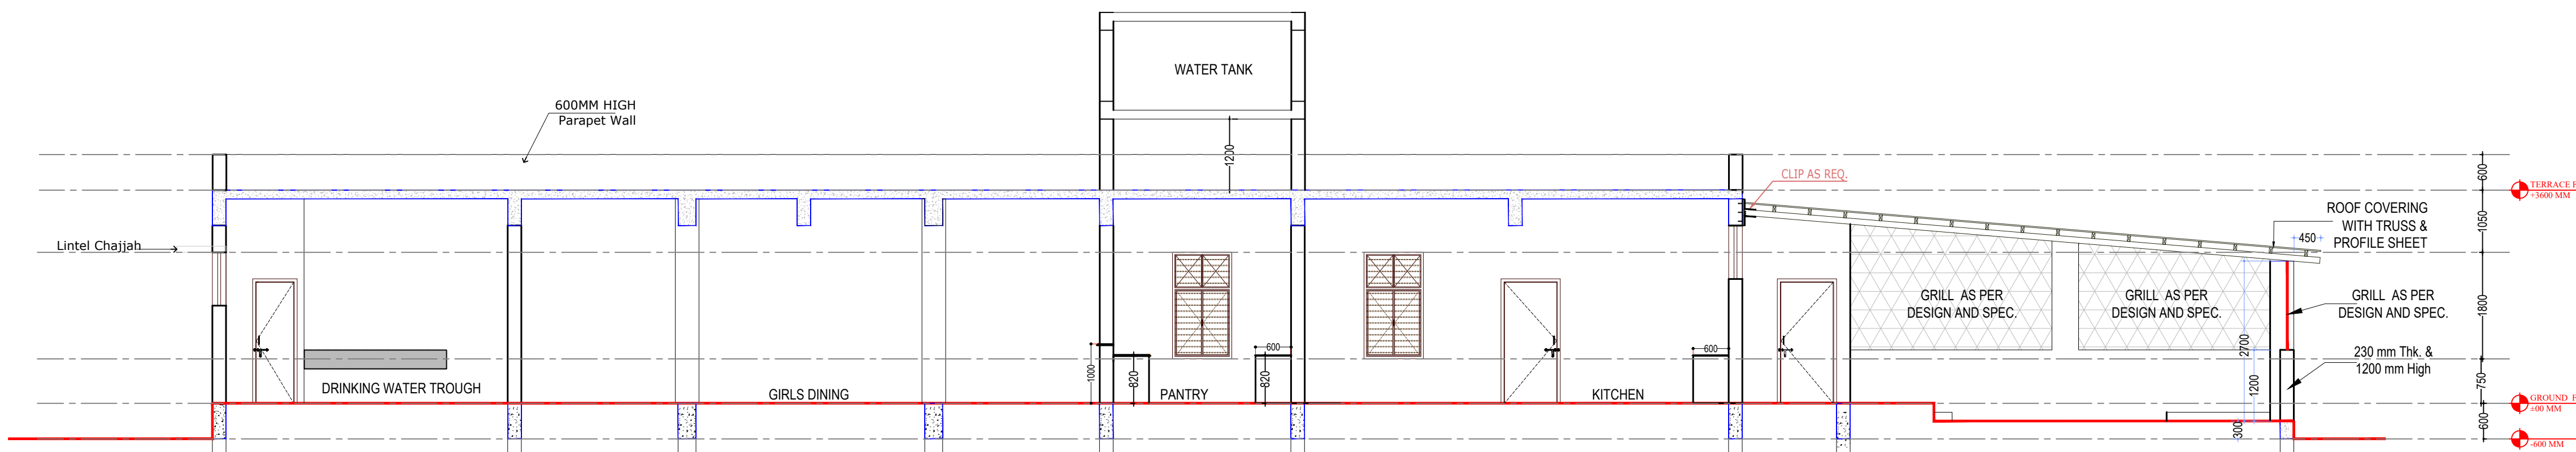 WATER TANK
600MM HIGH
Parapet Wall
1200
CLIP AS REQ.
600
TERRACE F
+3600 MM
ROOF COVERING
WITH TRUSS &
PROFILE SHEET
450
1050
Lintel Chajjah
GRILL AS PER
DESIGN AND SPEC.
GRILL AS PER
DESIGN AND SPEC.
GRILL AS PER
DESIGN AND SPEC.
1800
2700
600
600
230 mm Thk. &
1200 mm High
1000
820
820
1200
750
DRINKING WATER TROUGH
GIRLS DINING
PANTRY
KITCHEN
GROUND F
±00 MM
300
600
-600 MM